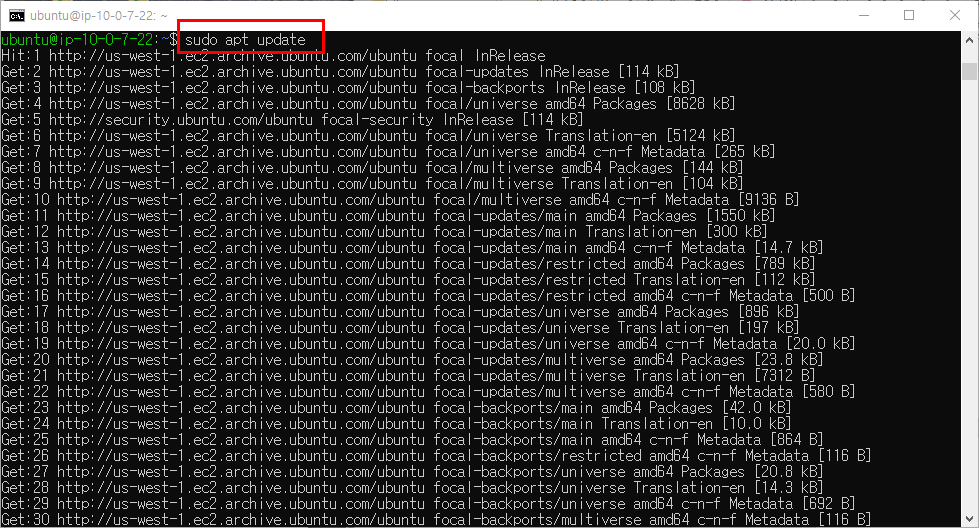 ubuntu@ip-10-0-7-22: ~
ubuntu@ip-10-0-7-22:~$ sudo apt update
Hit:1 http://us-west-1.ec2.archive.ubuntu.com/ubuntu focal InRelease
Get:2 http://us-west-1.ec2.archive.ubuntu.com/ubuntu focal-updates InRelease [114 kB]
Get:3 http://us-west-1.ec2.archive.ubuntu.com/ubuntu focal-backports InRelease [108 kB]
Get:4 http://us-west-1.ec2.archive.ubuntu.com/ubuntu focal/universe amd64 Packages [8628 kB]
Get:5 http://security.ubuntu.com/ubuntu focal-security InRelease [114 kB]
Get:6 http://us-west-1.ec2.archive.ubuntu.com/ubuntu focal/universe Translation-en [5124 kB]
Get:7 http://us-west-1.ec2.archive.ubuntu.com/ubuntu focal/universe amd64 c-n-f Metadata [265 kB]
Get:8 http://us-west-1.ec2.archive.ubuntu.com/ubuntu focal/multiverse amd64 Packages [144 kB]
Get:9 http://us-west-1.ec2.archive.ubuntu.com/ubuntu focal/multiverse Translation-en [104 kB]
Get:10 http://us-west-1.ec2.archive.ubuntu.com/ubuntu focal/multiverse amd64 c-n-f Metadata [9136 B]
Get:11 http://us-west-1.ec2.archive.ubuntu.com/ubuntu focal-updates/main amd64 Packages [1550 kB]
Get:12 http://us-west-1.ec2.archive.ubuntu.com/ubuntu focal-updates/main Translation-en [300 kB]
Get:13 http://us-west-1.ec2.archive.ubuntu.com/ubuntu focal-updates/main amd64 c-n-f Metadata [14.7 kB]
Get:14 http://us-west-1.ec2.archive.ubuntu.com/ubuntu focal-updates/restricted amd64 Packages [789 kB]
Get:15 http://us-west-1.ec2.archive.ubuntu.com/ubuntu focal-updates/restricted Translation-en [112 kB]
Get:16 http://us-west-1.ec2.archive.ubuntu.com/ubuntu focal-updates/restricted amd64 c-n-f Metadata [500 B]
Get:17 http://us-west-1.ec2.archive.ubuntu.com/ubuntu focal-updates/universe amd64 Packages [896 kB]
Get:18 http://us-west-1.ec2.archive.ubuntu.com/ubuntu focal-updates/universe Translation-en [197 kB]
Get:19 http://us-west-1.ec2.archive.ubuntu.com/ubuntu focal-updates/universe amd64 c-n-f Metadata [20.0 kB]
Get:20 http://us-west-1.ec2.archive.ubuntu.com/ubuntu focal-updates/multiverse amd64 Packages [23.8 kB]
Get:21 http://us-west-1.ec2.archive.ubuntu.com/ubuntu focal-updates/multiverse Translation-en [7312 B]
Get:22 http://us-west-1.ec2.archive.ubuntu.com/ubuntu focal-updates/multiverse amd64 c-n-f Metadata [580 B]
Get:23 http://us-west-1.ec2.archive.ubuntu.com/ubuntu focal-backports/main amd64 Packages [42.0 kB]
Get:24 http://us-west-1.ec2.archive.ubuntu.com/ubuntu focal-backports/main Translation-en [10.0 kB]
Get:25 http://us-west-1.ec2.archive.ubuntu.com/ubuntu focal-backports/main amd64 c-n-f Metadata [864 B]
Get:26 http://us-west-1.ec2.archive.ubuntu.com/ubuntu focal-backports/restricted amd64 c-n-f Metadata [116 B]
Get:27 http://us-west-1.ec2.archive.ubuntu.com/ubuntu focal-backports/universe amd64 Packages [20.8 kB]
Get:28 http://us-west-1.ec2.archive.ubuntu.com/ubuntu focal-backports/universe Translation-en [14.3 kB]
Get:29 http://us-west-1.ec2.archive.ubuntu.com/ubuntu focal-backports/universe amd64 c-n-f Metadata [692 B]
Get:30 http://us-west-1.ec2.archive.ubuntu.com/ubuntu focal-backports/multiverse amd64 c-n-f Metadata [116 B]